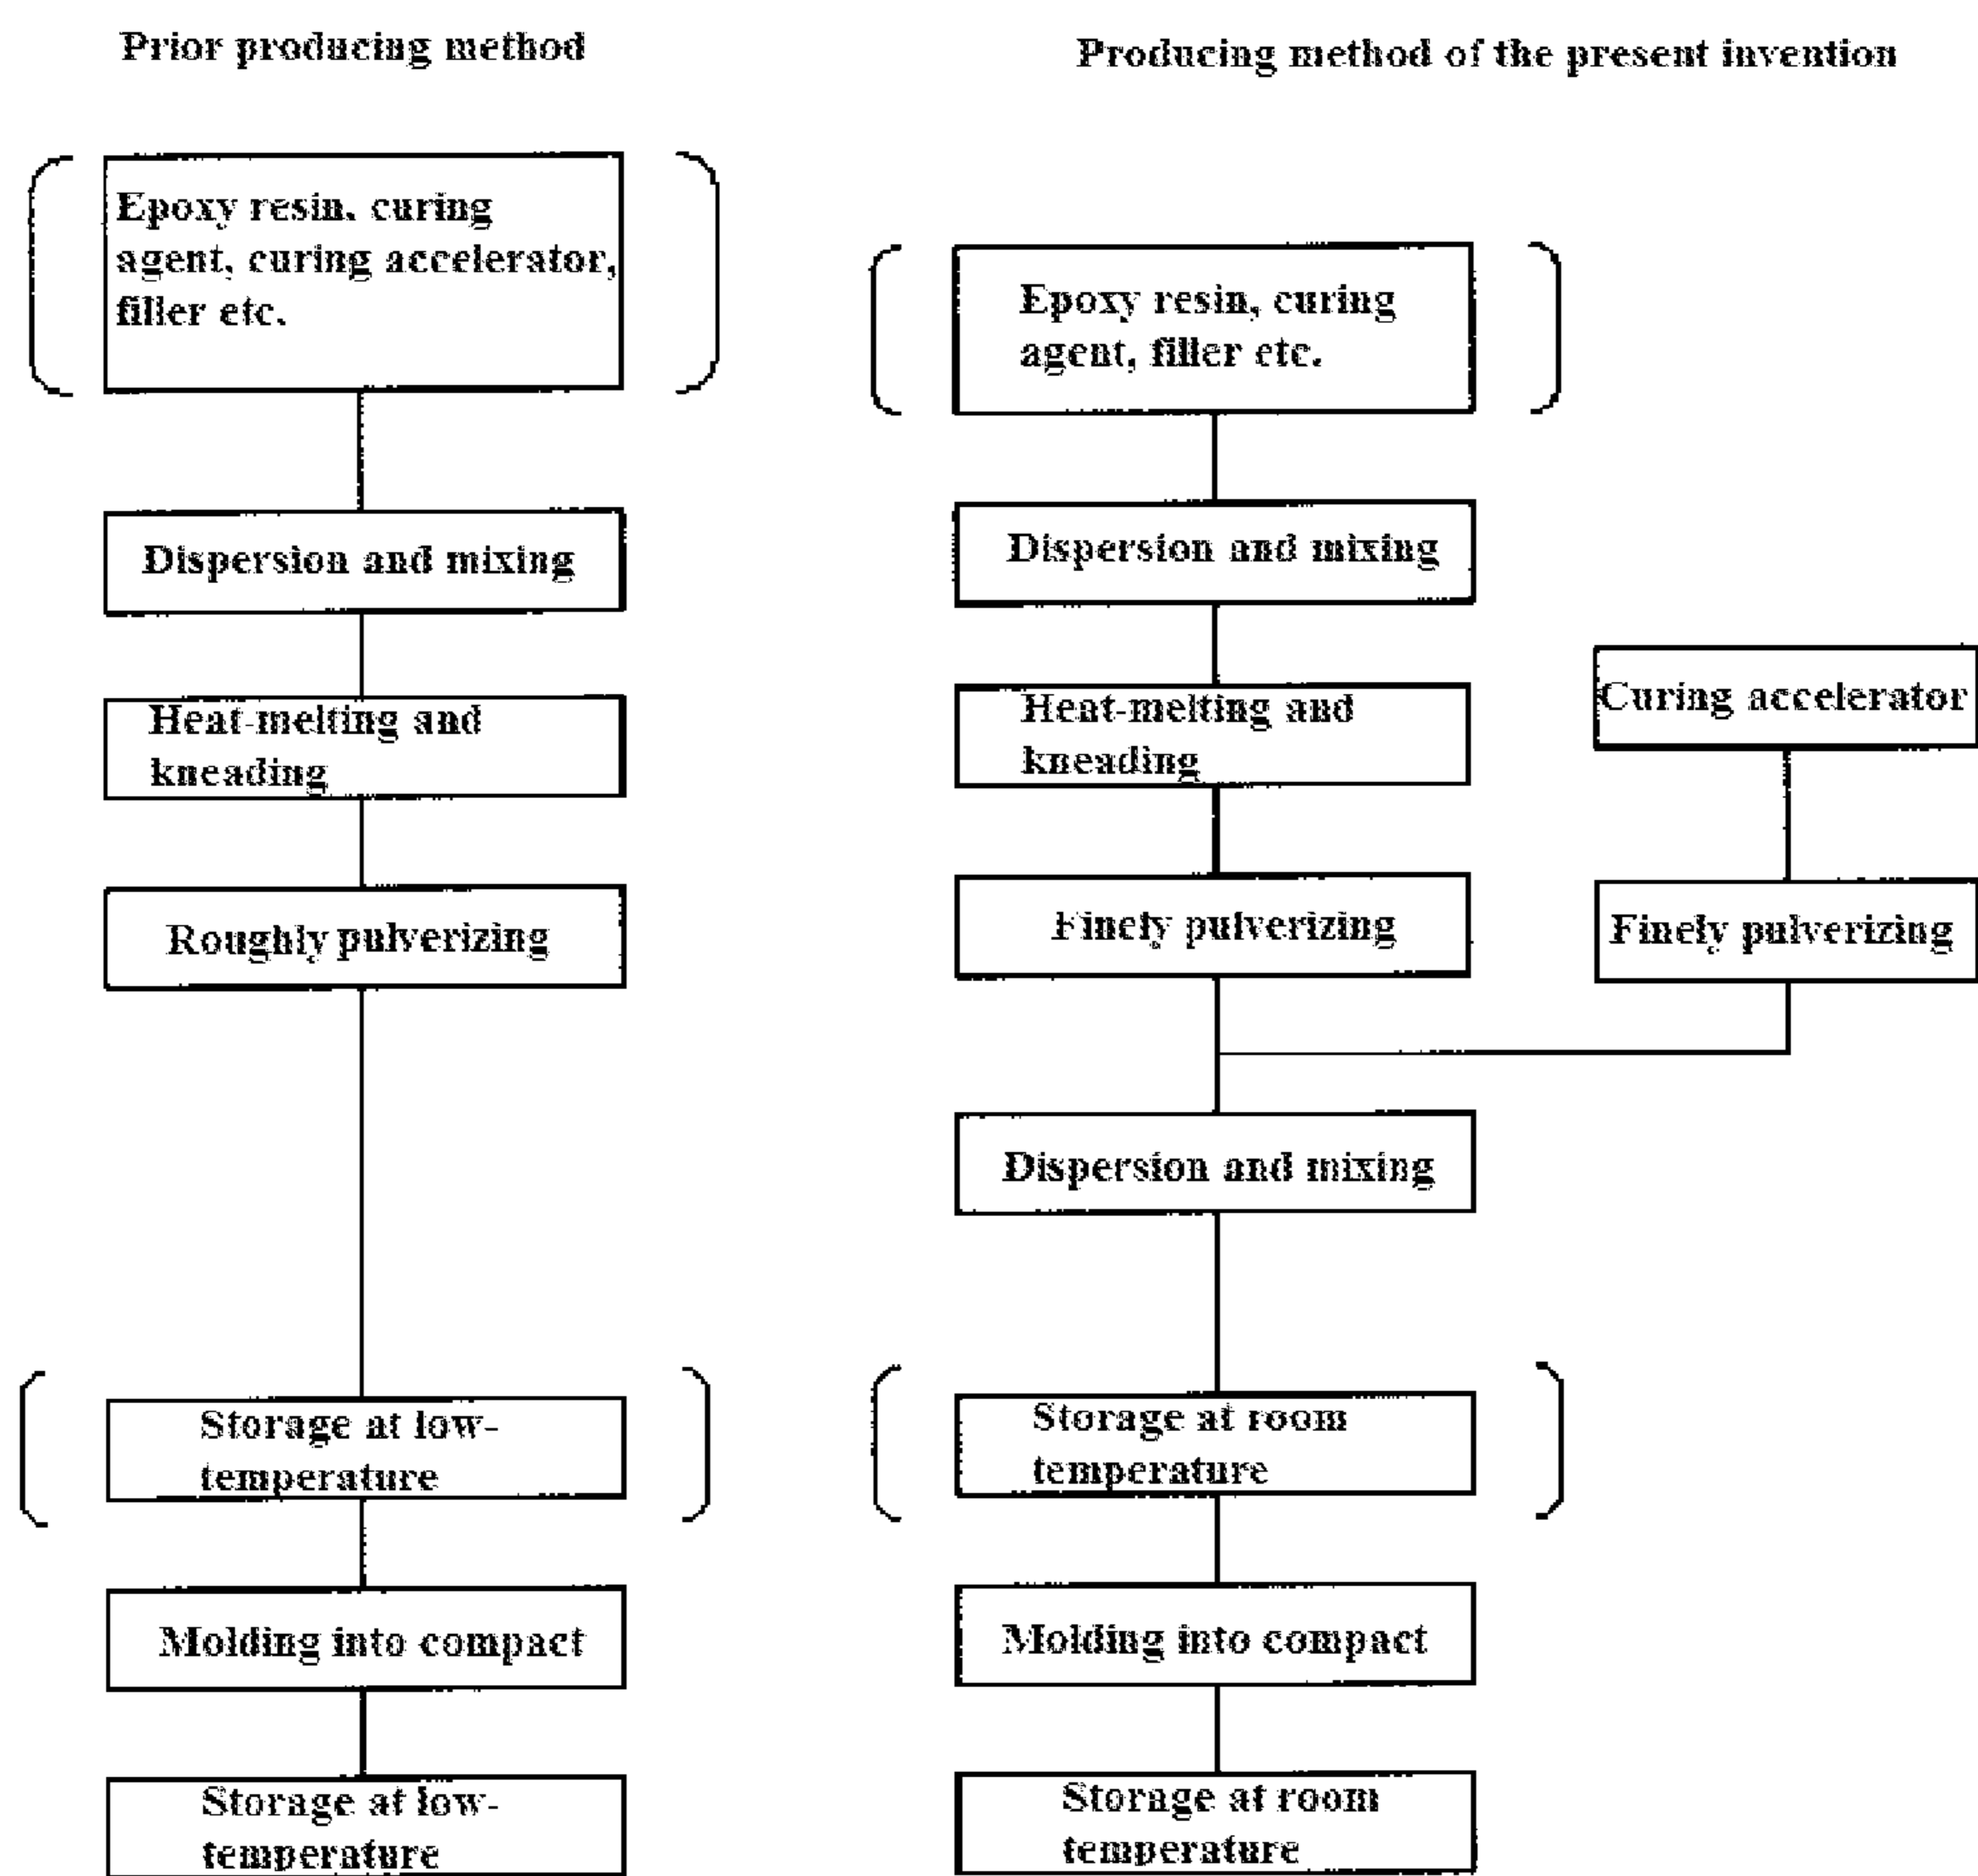 Prior producing method
Epoxy resin, curing
agent, curing accelerator,
filler etc.
Dispersion and mixing
Heat-melting and
kneading
Roughly pulverizing
Storage at low-
temperature
Molding into compact
Storage at low-
temperature
Producing method of the present invention
Epoxy resin, curing
agent, filler etc.
Dispersion and mixing
Heat-melting and
kneading
Finely pulverizing
Curing accelerator
Finely pulverizing
Dispersion and mixing
Storage at room
temperature
Molding into compact
Storage at room
temperature